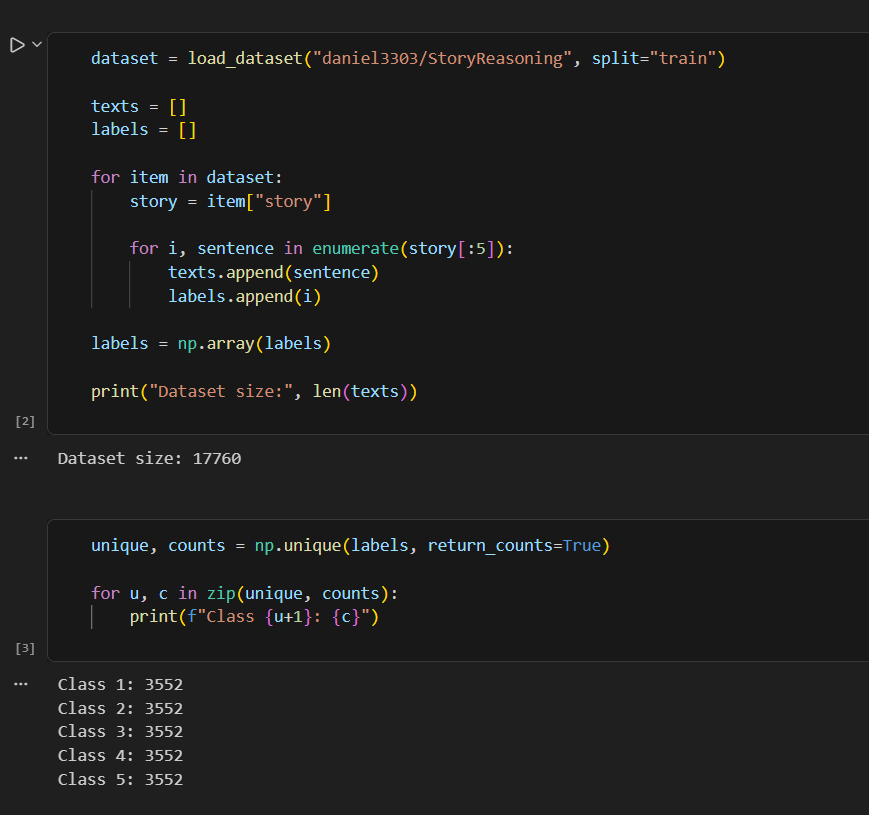 dataset = load_dataset("daniel3303/StoryReasoning", split="train")
texts = []
labels = []
for item in dataset:
story = item["story"]
for i, sentence in enumerate(story[:5]):
texts.append(sentence)
labels.append(i)
labels = np.array(labels)
print("Dataset size:", len(texts))
[2]
... Dataset size: 17760
unique, counts = np.unique(labels, return_counts=True)
for u, c in zip(unique, counts):
print(f"Class {u+1}: {c}")
[3]
... Class 1: 3552
Class 2: 3552
Class 3: 3552
Class 4: 3552
Class 5: 3552